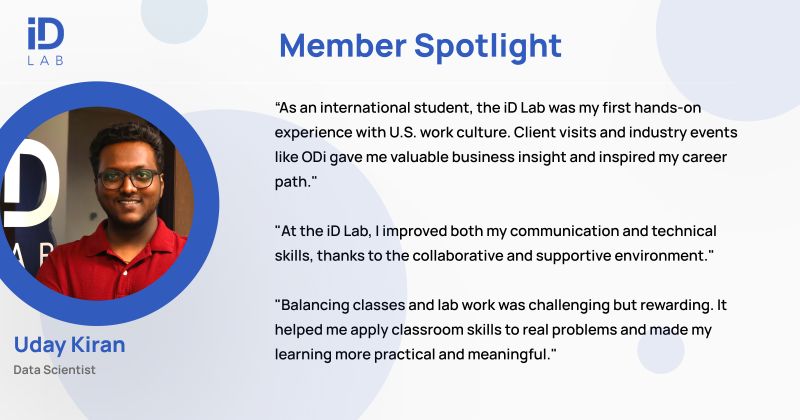 iD
LAB
Member Spotlight
“As an international student, the iD Lab was my first hands-on
experience with U.S. work culture. Client visits and industry events
like ODi gave me valuable business insight and inspired my career
path."
"At the iD Lab, I improved both my communication and technical
skills, thanks to the collaborative and supportive environment."
"Balancing classes and lab work was challenging but rewarding. It
helped me apply classroom skills to real problems and made my
learning more practical and meaningful."
D
AB
Uday Kiran
Data Scientist